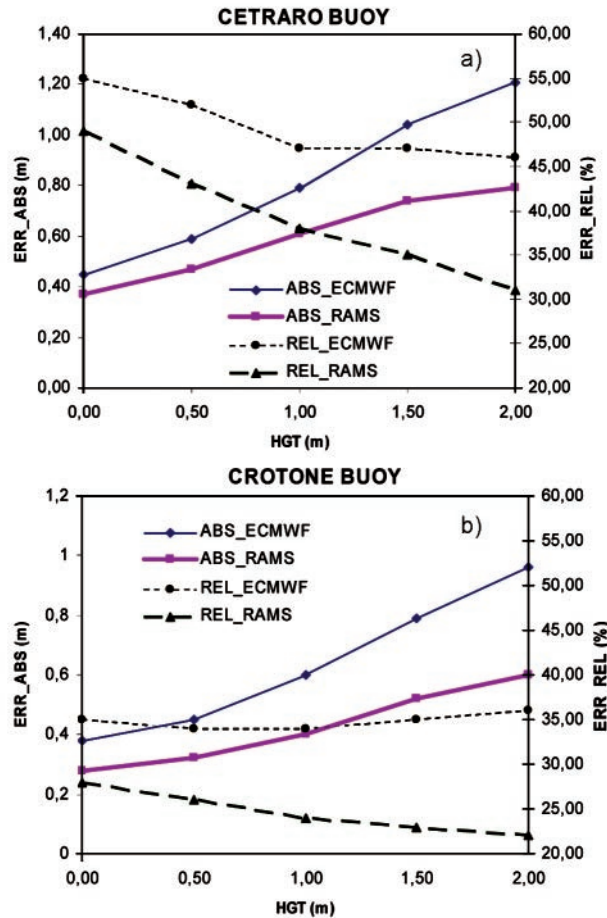 CETRARO BUOY
a)
1,40
1,20
1,00
0,80
0,60
0,40
0,20
0,00
ERR_ABS (m)
60,00
55,00
50,00
45,00
40,00
35,00
30,00
25,00
20,00
ERR_REL (%)
ABS_ECMWF
ABS_RAMS
REL_ECMWF
REL_RAMS
0,00 0,50 1,00 1,50 2,00
HGT (m)
CROTONE BUOY
b)
1,2
1
0,8
0,6
0,4
0,2
0
ERR_ABS (m)
60,00
55,00
50,00
45,00
40,00
35,00
30,00
25,00
20,00
ERR_REL (%)
ABS_ECMWF
ABS_RAMS
REL_ECMWF
REL_RAMS
0,00 0,50 1,00 1,50 2,00
HGT (m)